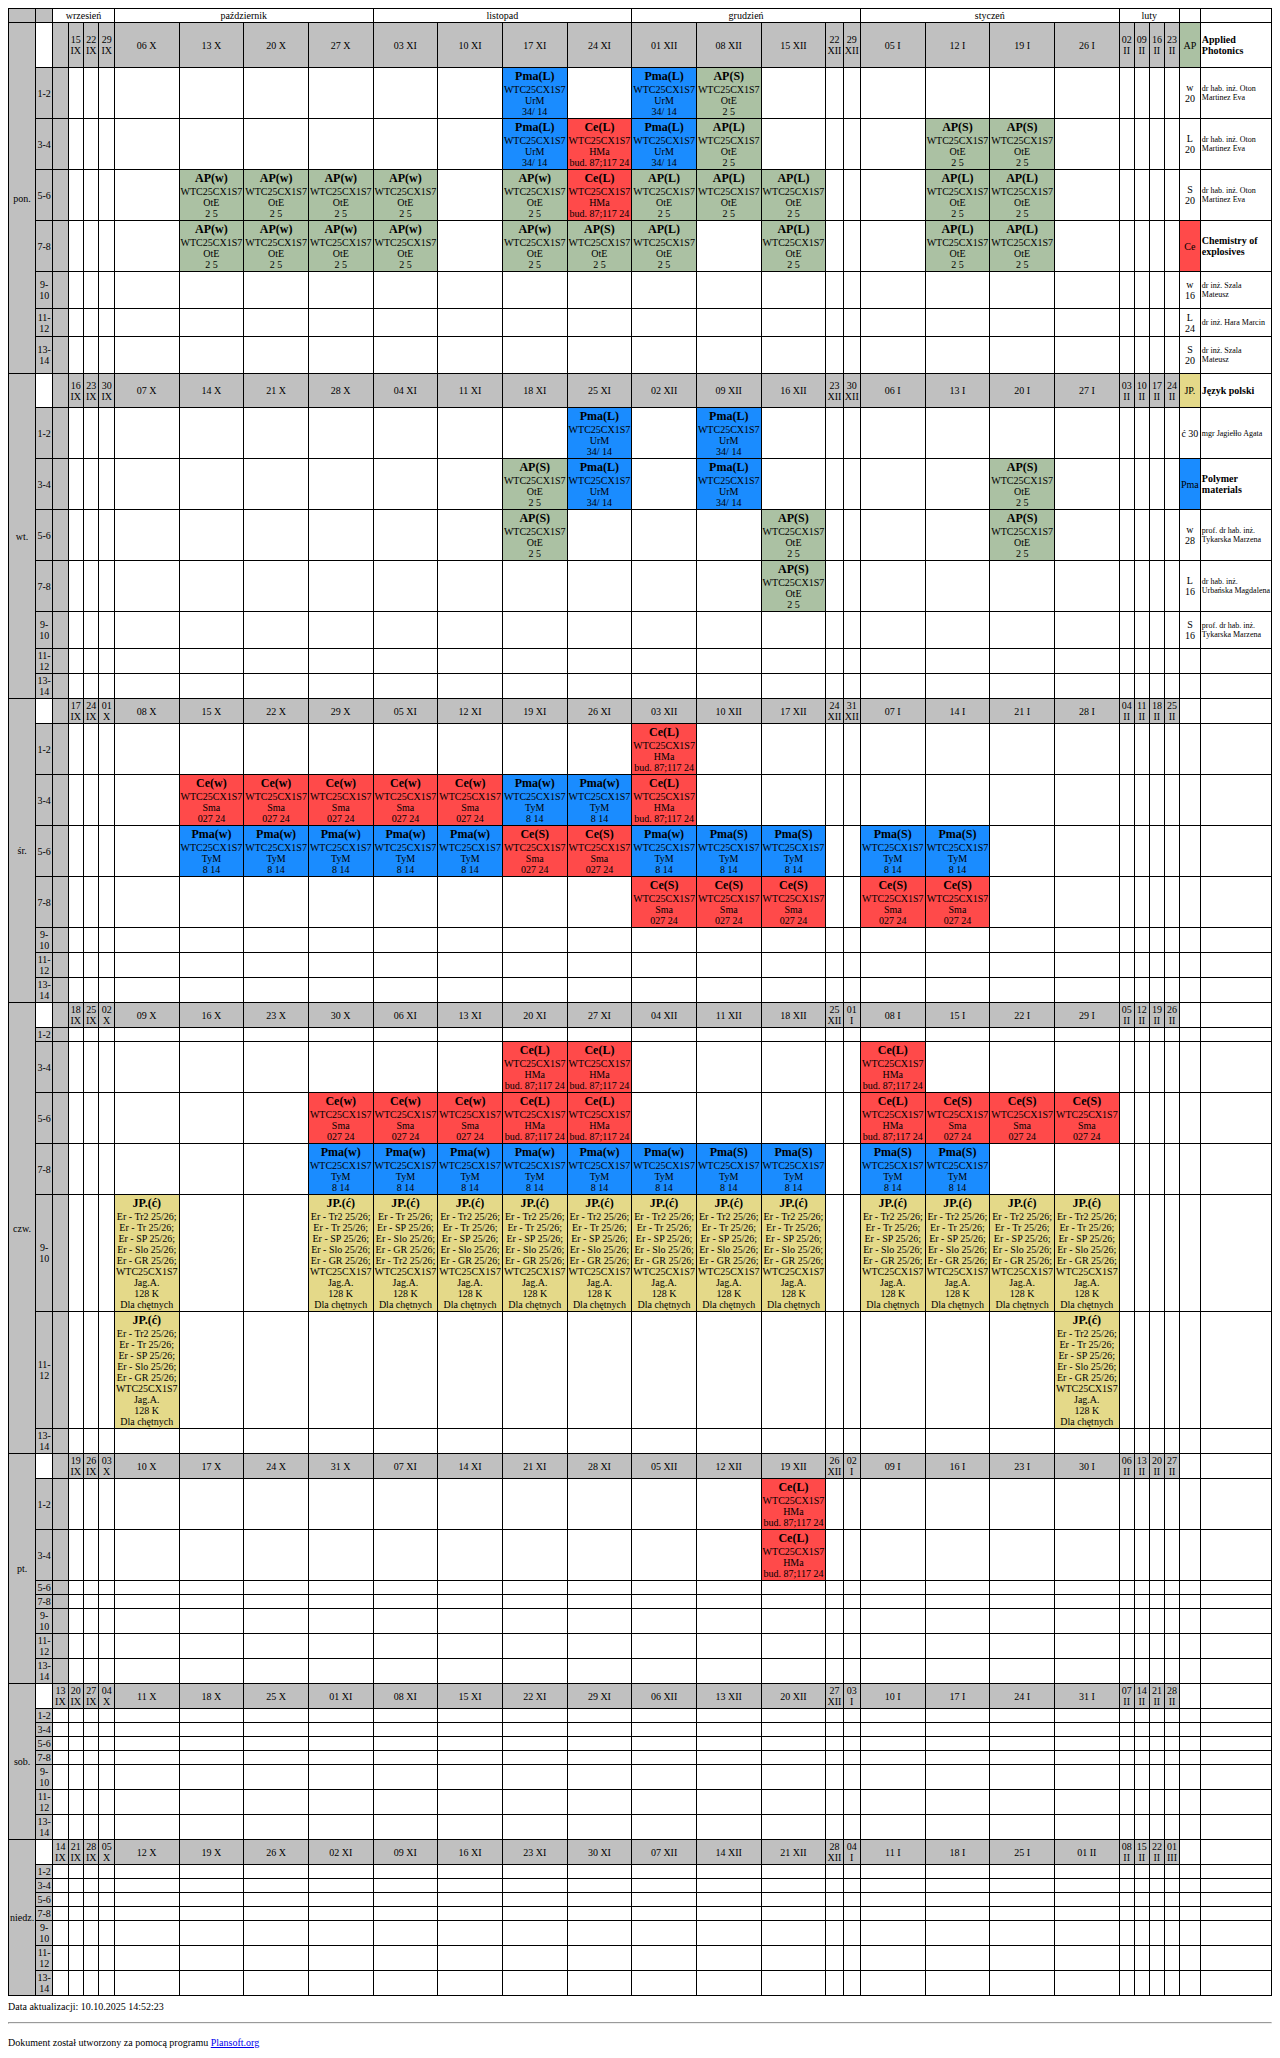 wrzesień październik listopad grudzień styczeń luty
pon. 15 IX 22 IX 29 IX 06 X 13 X 20 X 27 X 03 XI 10 XI 17 XI 24 XI 01 XII 08 XII 15 XII 22 XII 29 XII 05 I 12 I 19 I 26 I 02 II 09 II 16 II 23 II AP Applied Photonics
1-2
Pma(L) Pma(L) AP(S)
WTC25CX1S7 WTC25CX1S7 WTC25CX1S7
UrM UrM OtE
34/ 14 34/ 14 2 5
w 20 dr hab. inż. Oton Martinez Eva
3-4
Pma(L) Ce(L) Pma(L) AP(L) AP(S) AP(S)
WTC25CX1S7 WTC25CX1S7 WTC25CX1S7 WTC25CX1S7 WTC25CX1S7 WTC25CX1S7
UrM HMa UrM OtE OtE OtE
34/ 14 bud. 87;117 24 34/ 14 2 5 2 5 2 5
L 20 dr hab. inż. Oton Martinez Eva
5-6
AP(w) AP(w) AP(w) AP(w) AP(w) Ce(L) AP(L) AP(L) AP(L) AP(L) AP(L)
WTC25CX1S7 WTC25CX1S7 WTC25CX1S7 WTC25CX1S7 WTC25CX1S7 WTC25CX1S7 WTC25CX1S7 WTC25CX1S7 WTC25CX1S7 WTC25CX1S7 WTC25CX1S7
OtE OtE OtE OtE OtE HMa OtE OtE OtE OtE OtE
2 5 2 5 2 5 2 5 2 5 bud. 87;117 24 2 5 2 5 2 5 2 5 2 5
S 20 dr hab. inż. Oton Martinez Eva
7-8
AP(w) AP(w) AP(w) AP(w) AP(w) AP(S) AP(L) AP(L) AP(L) AP(L)
WTC25CX1S7 WTC25CX1S7 WTC25CX1S7 WTC25CX1S7 WTC25CX1S7 WTC25CX1S7 WTC25CX1S7 WTC25CX1S7 WTC25CX1S7 WTC25CX1S7
OtE OtE OtE OtE OtE OtE OtE OtE OtE OtE
2 5 2 5 2 5 2 5 2 5 2 5 2 5 2 5 2 5 2 5
Ce Chemistry of explosives
9-10 w 16 dr inż. Szala Mateusz
11-12 L 24 dr inż. Hara Marcin
13-14 S 20 dr inż. Szala Mateusz
wt. 16 IX 23 IX 30 IX 07 X 14 X 21 X 28 X 04 XI 11 XI 18 XI 25 XI 02 XII 09 XII 16 XII 23 XII 30 XII 06 I 13 I 20 I 27 I 03 II 10 II 17 II 24 II JP. Język polski
1-2
Pma(L) Pma(L)
WTC25CX1S7 WTC25CX1S7
UrM UrM
34/ 14 34/ 14
ć 30 mgr Jagiełło Agata
3-4
AP(S) Pma(L) Pma(L) AP(S)
WTC25CX1S7 WTC25CX1S7 WTC25CX1S7 WTC25CX1S7
OtE UrM UrM OtE
2 5 34/ 14 34/ 14 2 5
Pma Polymer materials
5-6
AP(S) AP(S) AP(S)
WTC25CX1S7 WTC25CX1S7 WTC25CX1S7
OtE OtE OtE
2 5 2 5 2 5
w 28 prof. dr hab. inż. Tykarska Marzena
7-8
AP(S)
WTC25CX1S7
OtE
2 5
L 16 dr hab. inż. Urbańska Magdalena
9-10 S 16 prof. dr hab. inż. Tykarska Marzena
11-12
13-14
śr. 17 IX 24 IX 01 X 08 X 15 X 22 X 29 X 05 XI 12 XI 19 XI 26 XI 03 XII 10 XII 17 XII 24 XII 31 XII 07 I 14 I 21 I 28 I 04 II 11 II 18 II 25 II
1-2
Ce(L)
WTC25CX1S7
HMa
bud. 87;117 24
3-4
Ce(w) Ce(w) Ce(w) Ce(w) Ce(w) Pma(w) Pma(w) Ce(L)
WTC25CX1S7 WTC25CX1S7 WTC25CX1S7 WTC25CX1S7 WTC25CX1S7 WTC25CX1S7 WTC25CX1S7 WTC25CX1S7
Sma Sma Sma Sma Sma TyM TyM HMa
027 24 027 24 027 24 027 24 027 24 8 14 8 14 bud. 87;117 24
5-6
Pma(w) Pma(w) Pma(w) Pma(w) Pma(w) Ce(S) Ce(S) Pma(w) Pma(S) Pma(S) Pma(S) Pma(S)
WTC25CX1S7 WTC25CX1S7 WTC25CX1S7 WTC25CX1S7 WTC25CX1S7 WTC25CX1S7 WTC25CX1S7 WTC25CX1S7 WTC25CX1S7 WTC25CX1S7 WTC25CX1S7 WTC25CX1S7
TyM TyM TyM TyM TyM Sma Sma TyM TyM TyM TyM TyM
8 14 8 14 8 14 8 14 8 14 027 24 027 24 8 14 8 14 8 14 8 14 8 14
7-8
Ce(S) Ce(S) Ce(S) Ce(S) Ce(S)
WTC25CX1S7 WTC25CX1S7 WTC25CX1S7 WTC25CX1S7 WTC25CX1S7
Sma Sma Sma Sma Sma
027 24 027 24 027 24 027 24 027 24
9-10
11-12
13-14
czw. 18 IX 25 IX 02 X 09 X 16 X 23 X 30 X 06 XI 13 XI 20 XI 27 XI 04 XII 11 XII 18 XII 25 XII 01 I 08 I 15 I 22 I 29 I 05 II 12 II 19 II 26 II
1-2
3-4
Ce(L) Ce(L) Ce(L)
WTC25CX1S7 WTC25CX1S7 WTC25CX1S7
HMa HMa HMa
bud. 87;117 24 bud. 87;117 24 bud. 87;117 24
5-6
Ce(w) Ce(w) Ce(w) Ce(L) Ce(L) Ce(L) Ce(S) Ce(S) Ce(S)
WTC25CX1S7 WTC25CX1S7 WTC25CX1S7 WTC25CX1S7 WTC25CX1S7 WTC25CX1S7 WTC25CX1S7 WTC25CX1S7 WTC25CX1S7
Sma Sma Sma HMa HMa HMa Sma Sma Sma
027 24 027 24 027 24 bud. 87;117 24 bud. 87;117 24 bud. 87;117 24 027 24 027 24 027 24
7-8
Pma(w) Pma(w) Pma(w) Pma(w) Pma(w) Pma(w) Pma(S) Pma(S) Pma(S) Pma(S)
WTC25CX1S7 WTC25CX1S7 WTC25CX1S7 WTC25CX1S7 WTC25CX1S7 WTC25CX1S7 WTC25CX1S7 WTC25CX1S7 WTC25CX1S7 WTC25CX1S7
TyM TyM TyM TyM TyM TyM TyM TyM TyM TyM
8 14 8 14 8 14 8 14 8 14 8 14 8 14 8 14 8 14 8 14
9-10
JP.(ć) JP.(ć) JP.(ć) JP.(ć) JP.(ć) JP.(ć) JP.(ć) JP.(ć) JP.(ć) JP.(ć) JP.(ć) JP.(ć) JP.(ć)
Er - Tr2 25/26; Er - Tr2 25/26; Er - Tr 25/26; Er - Tr2 25/26; Er - Tr2 25/26; Er - Tr2 25/26; Er - Tr2 25/26; Er - Tr2 25/26; Er - Tr2 25/26; Er - Tr2 25/26; Er - Tr2 25/26; Er - Tr2 25/26; Er - Tr2 25/26;
Er - Tr 25/26; Er - Tr 25/26; Er - SP 25/26; Er - Tr 25/26; Er - Tr 25/26; Er - Tr 25/26; Er - Tr 25/26; Er - Tr 25/26; Er - Tr 25/26; Er - Tr 25/26; Er - Tr 25/26; Er - Tr 25/26; Er - Tr 25/26;
Er - SP 25/26; Er - SP 25/26; Er - Slo 25/26; Er - SP 25/26; Er - SP 25/26; Er - SP 25/26; Er - SP 25/26; Er - SP 25/26; Er - SP 25/26; Er - SP 25/26; Er - SP 25/26; Er - SP 25/26; Er - SP 25/26;
Er - Slo 25/26; Er - Slo 25/26; Er - GR 25/26; Er - Slo 25/26; Er - Slo 25/26; Er - Slo 25/26; Er - Slo 25/26; Er - Slo 25/26; Er - Slo 25/26; Er - Slo 25/26; Er - Slo 25/26; Er - Slo 25/26; Er - Slo 25/26;
Er - GR 25/26; Er - GR 25/26; Er - Tr2 25/26; Er - GR 25/26; Er - GR 25/26; Er - GR 25/26; Er - GR 25/26; Er - GR 25/26; Er - GR 25/26; Er - GR 25/26; Er - GR 25/26; Er - GR 25/26; Er - GR 25/26;
WTC25CX1S7 WTC25CX1S7 WTC25CX1S7 WTC25CX1S7 WTC25CX1S7 WTC25CX1S7 WTC25CX1S7 WTC25CX1S7 WTC25CX1S7 WTC25CX1S7 WTC25CX1S7 WTC25CX1S7 WTC25CX1S7
Jag.A. Jag.A. Jag.A. Jag.A. Jag.A. Jag.A. Jag.A. Jag.A. Jag.A. Jag.A. Jag.A. Jag.A. Jag.A.
128 K 128 K 128 K 128 K 128 K 128 K 128 K 128 K 128 K 128 K 128 K 128 K 128 K
Dla chętnych Dla chętnych Dla chętnych Dla chętnych Dla chętnych Dla chętnych Dla chętnych Dla chętnych Dla chętnych Dla chętnych Dla chętnych Dla chętnych Dla chętnych
11-12
JP.(ć) JP.(ć)
Er - Tr2 25/26; Er - Tr2 25/26;
Er - Tr 25/26; Er - Tr 25/26;
Er - SP 25/26; Er - SP 25/26;
Er - Slo 25/26; Er - Slo 25/26;
Er - GR 25/26; Er - GR 25/26;
WTC25CX1S7 WTC25CX1S7
Jag.A. Jag.A.
128 K 128 K
Dla chętnych Dla chętnych
13-14
pt. 19 IX 26 IX 03 X 10 X 17 X 24 X 31 X 07 XI 14 XI 21 XI 28 XI 05 XII 12 XII 19 XII 26 XII 02 I 09 I 16 I 23 I 30 I 06 II 13 II 20 II 27 II
1-2
Ce(L)
WTC25CX1S7
HMa
bud. 87;117 24
3-4
Ce(L)
WTC25CX1S7
HMa
bud. 87;117 24
5-6
7-8
9-10
11-12
13-14
sob. 13 IX 20 IX 27 IX 04 X 11 X 18 X 25 X 01 XI 08 XI 15 XI 22 XI 29 XI 06 XII 13 XII 20 XII 27 XII 03 I 10 I 17 I 24 I 31 I 07 II 14 II 21 II 28 II
1-2
3-4
5-6
7-8
9-10
11-12
13-14
niedz. 14 IX 21 IX 28 IX 05 X 12 X 19 X 26 X 02 XI 09 XI 16 XI 23 XI 30 XI 07 XII 14 XII 21 XII 28 XII 04 I 11 I 18 I 25 I 01 II 08 II 15 II 22 II 01 III
1-2
3-4
5-6
7-8
9-10
11-12
13-14
Data aktualizacji: 10.10.2025 14:52:23
Dokument został utworzony za pomocą programu Plansoft.org